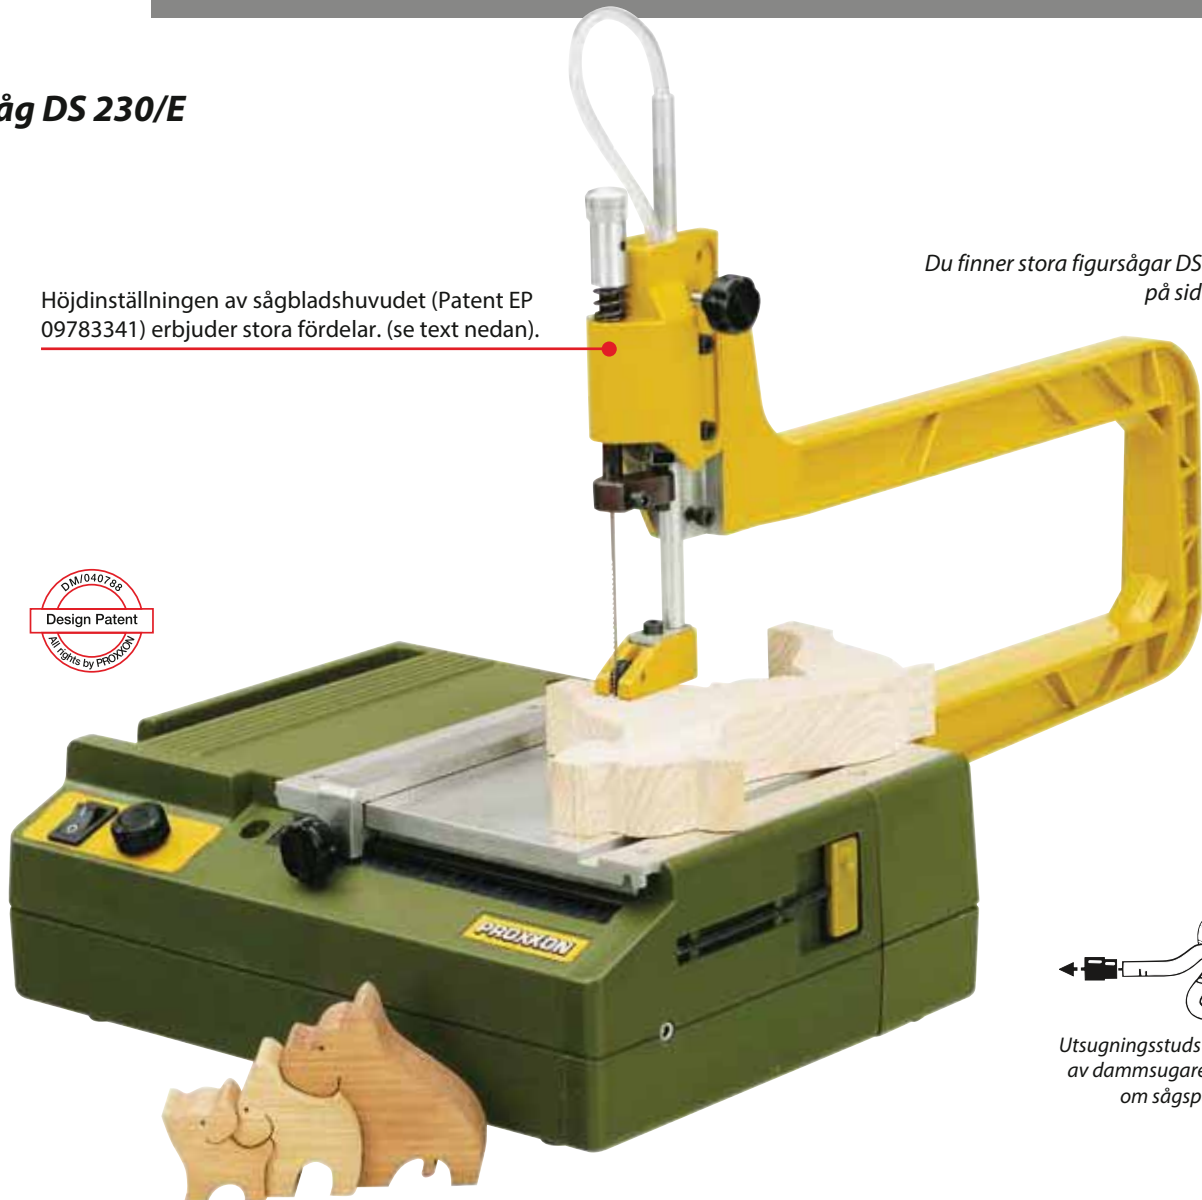 åg DS 230/E
Du finner stora figursågar DS
på sid
Höjdinställningen av sågbladshuvudet (Patent EP
09783341) erbjuder stora fördelar. (se text nedan).
DM/040788
Design Patent
All rights by PROXXON
PROXXON
Utsugningsstuds
av dammsugare
om sågsp